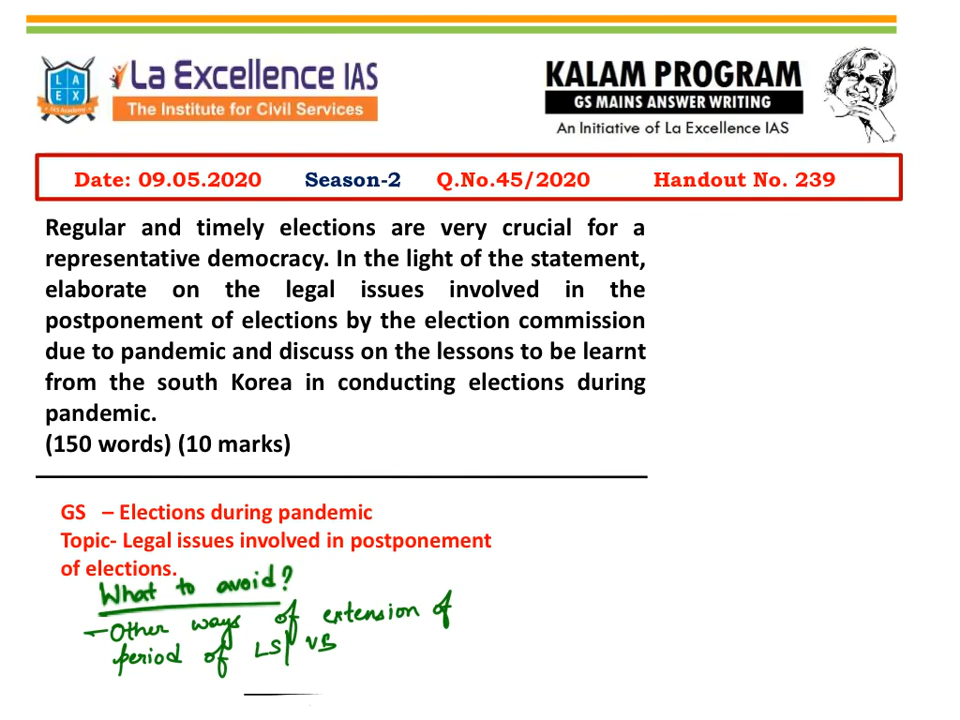 La Excellence IAS
The Institute for Civil Services
L A
E X
KALAM PROGRAM
GS MAINS ANSWER WRITING
An Initiative of La Excellence IAS
Date: 09.05.2020 Season-2 Q.No.45/2020 Handout No. 239
Regular and timely elections are very crucial for a
representative democracy. In the light of the statement,
elaborate on the legal issues involved in the
postponement of elections by the election commission
due to pandemic and discuss on the lessons to be learnt
from the south Korea in conducting elections during
pandemic.
(150 words) (10 marks)
GS – Elections during pandemic
Topic- Legal issues involved in postponement
of elections.
What to avoid?
- Other ways of extension of
period of LS/